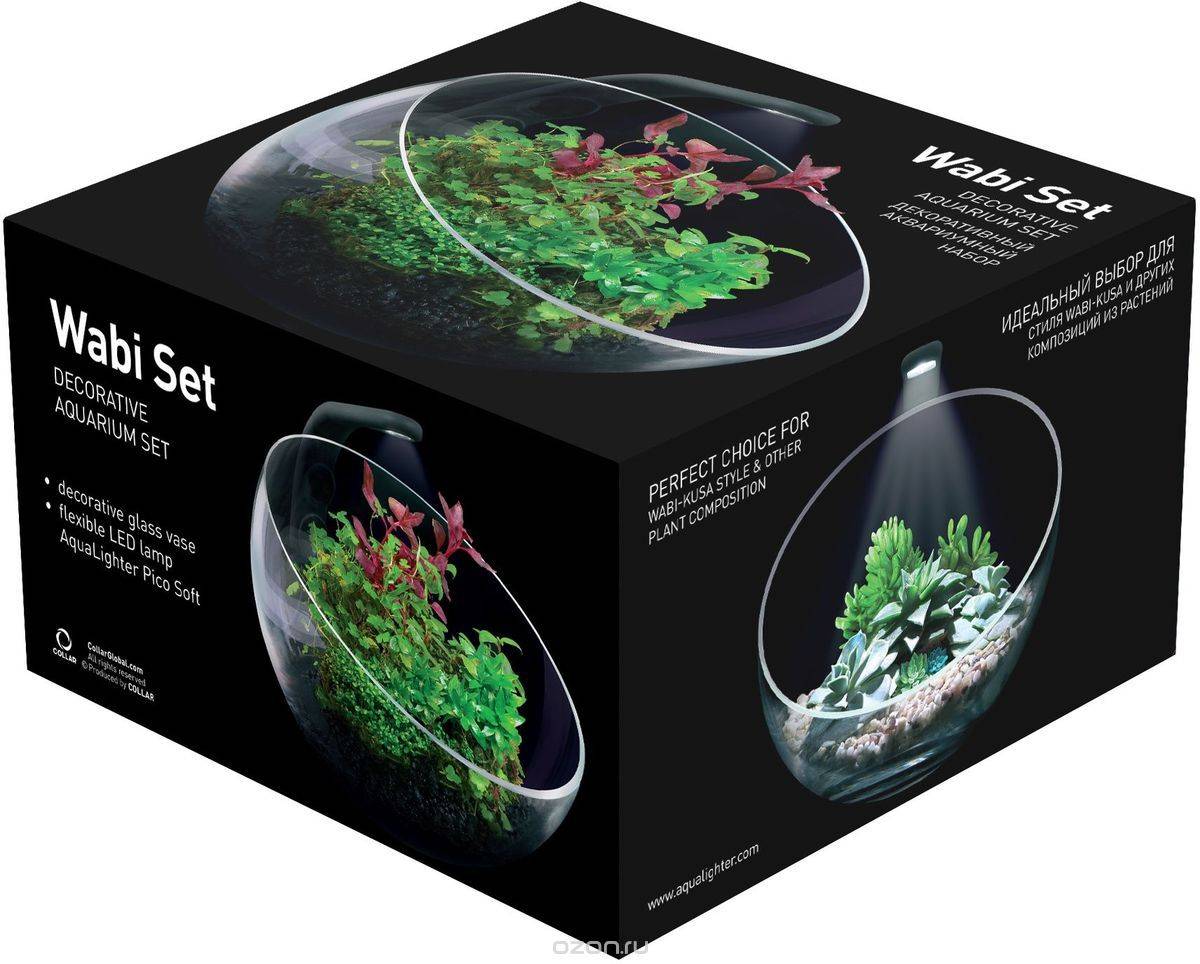 Wabi Set
DECORATIVE
AQUARIUM SET
ДЕКОРАТИВНЫЙ
АКВАРИУМНЫЙ
НАБОР
Wabi Set
DECORATIVE
AQUARIUM SET
• decorative glass vase
• flexible LED lamp
AquaLighter Pico Soft
COLLAR
CollarGlobal.com
All rights reserved
© Produced by COLLAR
PERFECT CHOICE FOR
WABI-KUSA STYLE & OTHER
PLANT COMPOSITION
ИДЕАЛЬНЫЙ ВЫБОР ДЛЯ
СТИЛЯ WABI-KUSA И ДРУГИХ
КОМПОЗИЦИЙ ИЗ РАСТЕНИЙ
www.aqualighter.com
ozon.ru